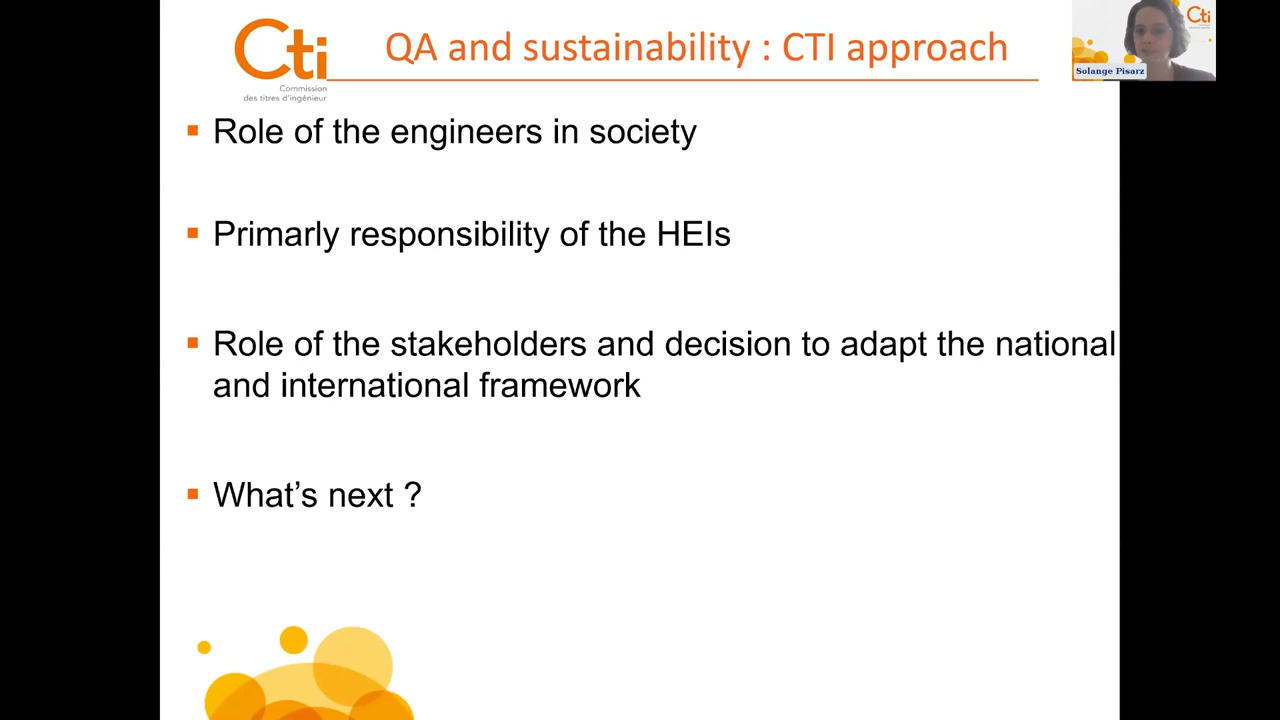 Cti
Commission
des titres d'ingénieur
QA and sustainability : CTI approach
Cti
Solange Pisarz
Role of the engineers in society
Primarly responsibility of the HEIs
Role of the stakeholders and decision to adapt the national
and international framework
What's next ?